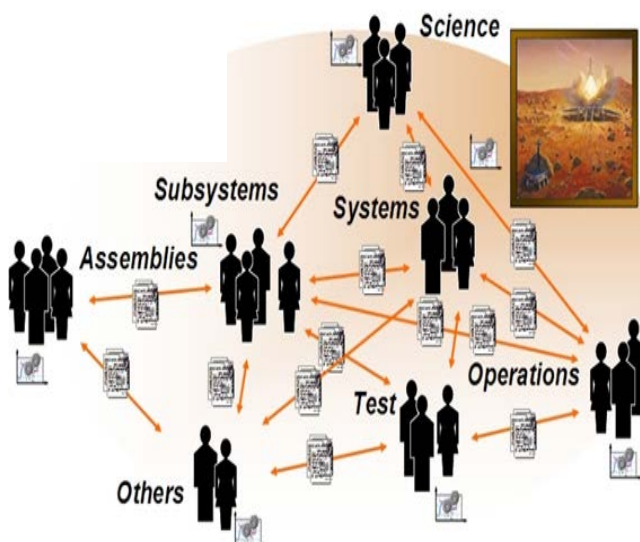 Science
Subsystems
Systems
Assemblies
Operations
Test
Others